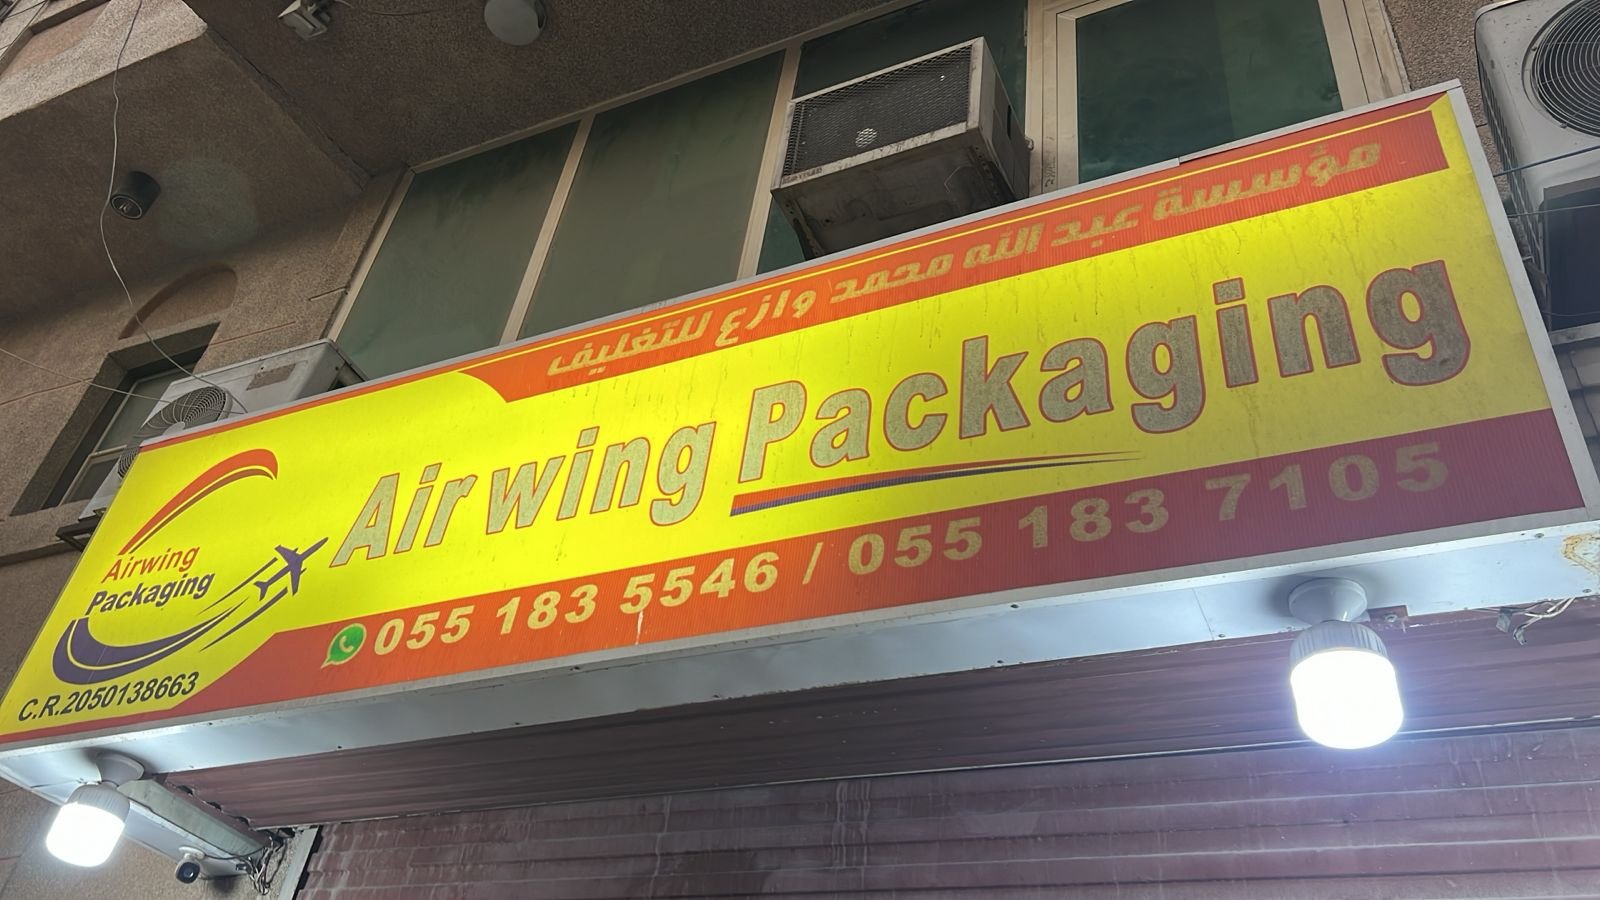 مؤسسة عبد الله محمد وازع للتغليف
Airwing Packaging
Airwing
Packaging
055 183 5546 / 055 183 7105
C.R.2050138663